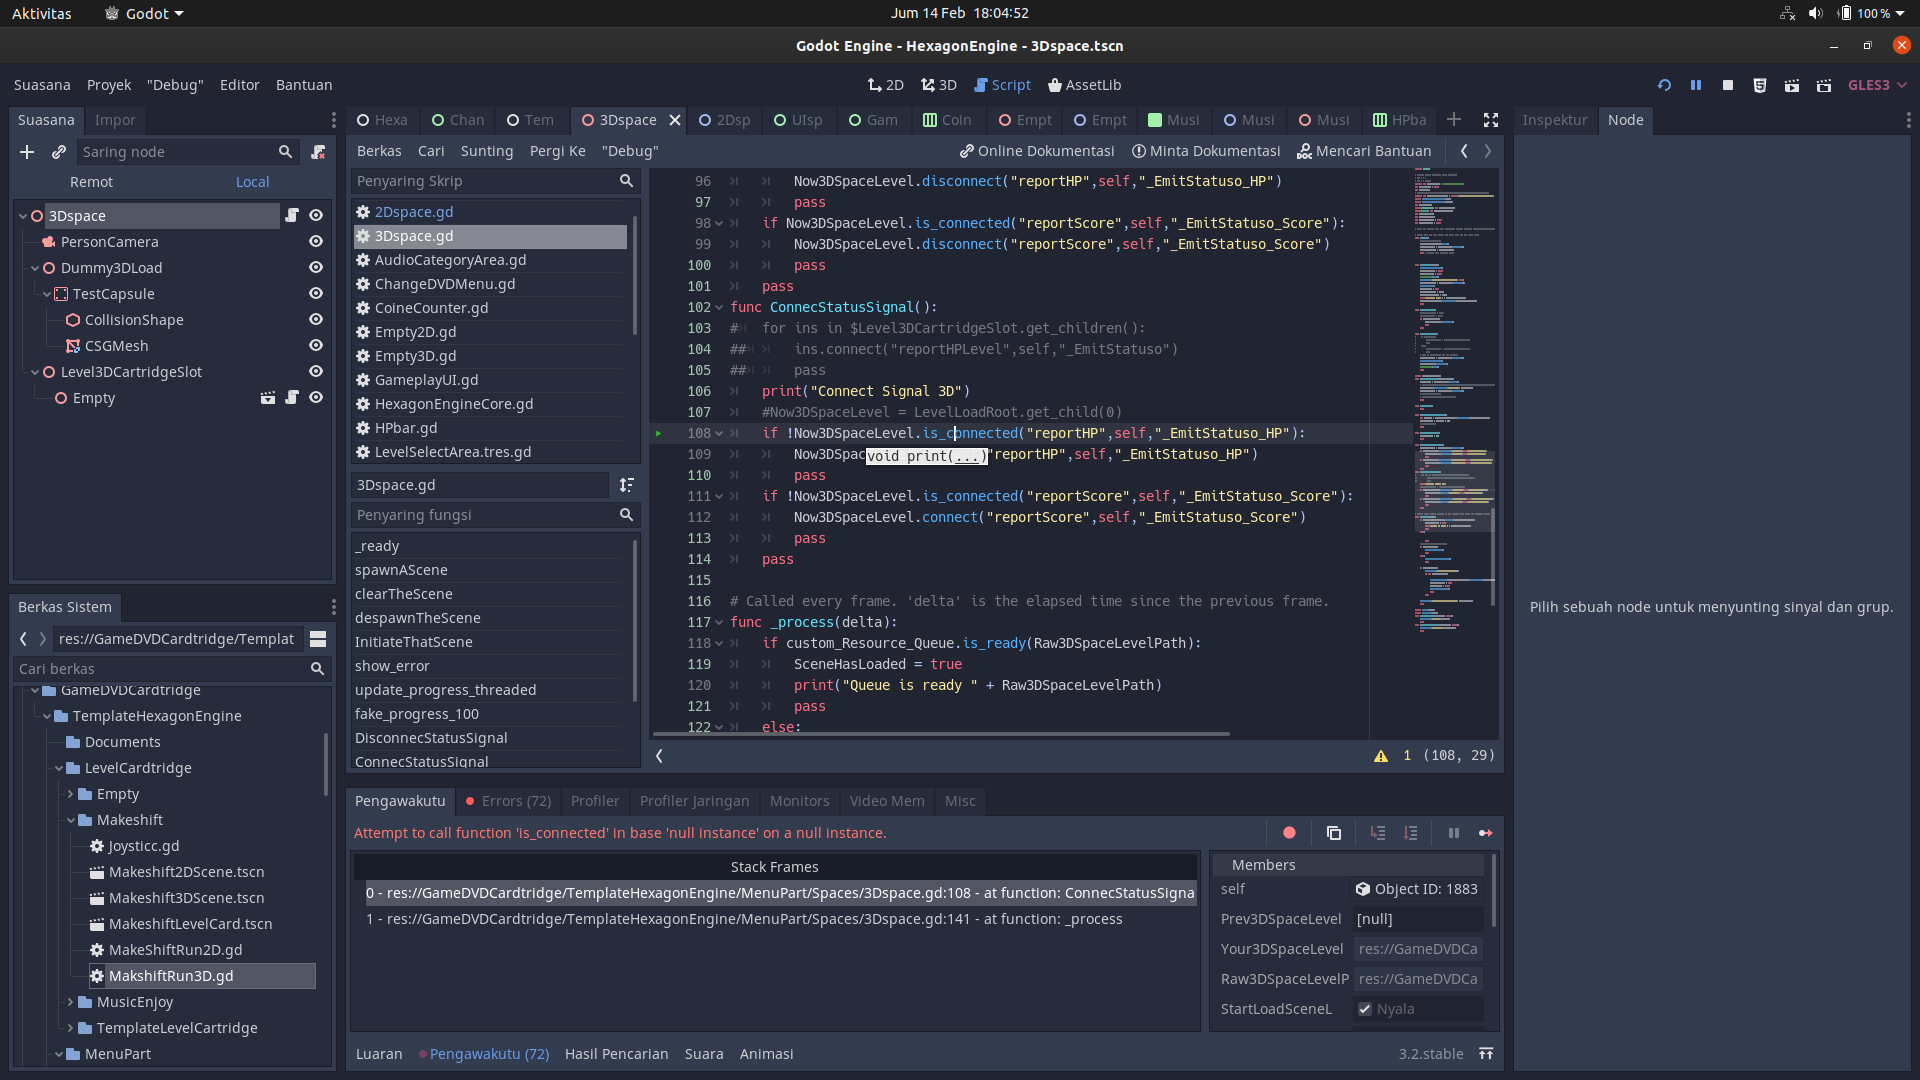 Aktivitas
Godot
Jum 14 Feb 18:04:52
100 %
Godot Engine - HexagonEngine - 3Dspace.tscn
Suasana Proyek "Debug" Editor Bantuan
2D 3D Script AssetLib
GLES3
Suasana Impor
Saring node
Remot Local
3Dspace
PersonCamera
Dummy3DLoad
TestCapsule
CollisionShape
CSGMesh
Level3DCartridgeSlot
Empty
Berkas Sistem
res://GameDVDCardtridge/Templat
Cari berkas
GameDVDCardtridge
TemplateHexagonEngine
Documents
LevelCardtridge
Empty
Makeshift
Joysticc.gd
Makeshift2DScene.tscn
Makeshift3DScene.tscn
MakeshiftLevelCard.tscn
MakeShiftRun2D.gd
MakshiftRun3D.gd
MusicEnjoy
TemplateLevelCartridge
MenuPart
Hexa Chan Tem 3Dspace 2Dsp UIsp Gam Coin Empt Empt Musi Musi Musi HPba
Berkas Cari Sunting Pergi Ke "Debug"
Online Dokumentasi Minta Dokumentasi Mencari Bantuan
Penyaring Skrip
2Dspace.gd
3Dspace.gd
AudioCategoryArea.gd
ChangeDVDMenu.gd
CoineCounter.gd
Empty2D.gd
Empty3D.gd
GameplayUI.gd
HexagonEngineCore.gd
HPbar.gd
LevelSelectArea.tres.gd
3Dspace.gd
Penyaring fungsi
_ready
spawnAScene
clearTheScene
despawnTheScene
InitiateThatScene
show_error
update_progress_threaded
fake_progress_100
DisconnecStatusSignal
ConnecStatusSignal
96 Now3DSpaceLevel.disconnect("reportHP",self,"_EmitStatuso_HP")
97 pass
98 if Now3DSpaceLevel.is_connected("reportScore",self,"_EmitStatuso_Score"):
99 Now3DSpaceLevel.disconnect("reportScore",self,"_EmitStatuso_Score")
100 pass
101 pass
102 func ConnecStatusSignal():
103 # for ins in $Level3DCartridgeSlot.get_children():
104 ## ins.connect("reportHPLevel",self,"_EmitStatuso")
105 ## pass
106 print("Connect Signal 3D")
107 #Now3DSpaceLevel = LevelLoadRoot.get_child(0)
108 if !Now3DSpaceLevel.is_connected("reportHP",self,"_EmitStatuso_HP"):
109 Now3DSpac void print(...) "reportHP",self,"_EmitStatuso_HP")
110 pass
111 if !Now3DSpaceLevel.is_connected("reportScore",self,"_EmitStatuso_Score"):
112 Now3DSpaceLevel.connect("reportScore",self,"_EmitStatuso_Score")
113 pass
114 pass
115
116 # Called every frame. 'delta' is the elapsed time since the previous frame.
117 func _process(delta):
118 if custom_Resource_Queue.is_ready(Raw3DSpaceLevelPath):
119 SceneHasLoaded = true
120 print("Queue is ready " + Raw3DSpaceLevelPath)
121 pass
122 else:
1 (108, 29)
Pengawakutu Errors (72) Profiler Profiler Jaringan Monitors Video Mem Misc
Attempt to call function 'is_connected' in base 'null instance' on a null instance.
Stack Frames
0 - res://GameDVDCardtridge/TemplateHexagonEngine/MenuPart/Spaces/3Dspace.gd:108 - at function: ConnecStatusSigna
1 - res://GameDVDCardtridge/TemplateHexagonEngine/MenuPart/Spaces/3Dspace.gd:141 - at function: _process
Members
self Object ID: 1883
Prev3DSpaceLevel [null]
Your3DSpaceLevel res://GameDVDCa
Raw3DSpaceLevelP res://GameDVDCa
StartLoadSceneL Nyala
Luaran Pengawakutu (72) Hasil Pencarian Suara Animasi
3.2.stable
Inspektur Node
Pilih sebuah node untuk menyunting sinyal dan grup.